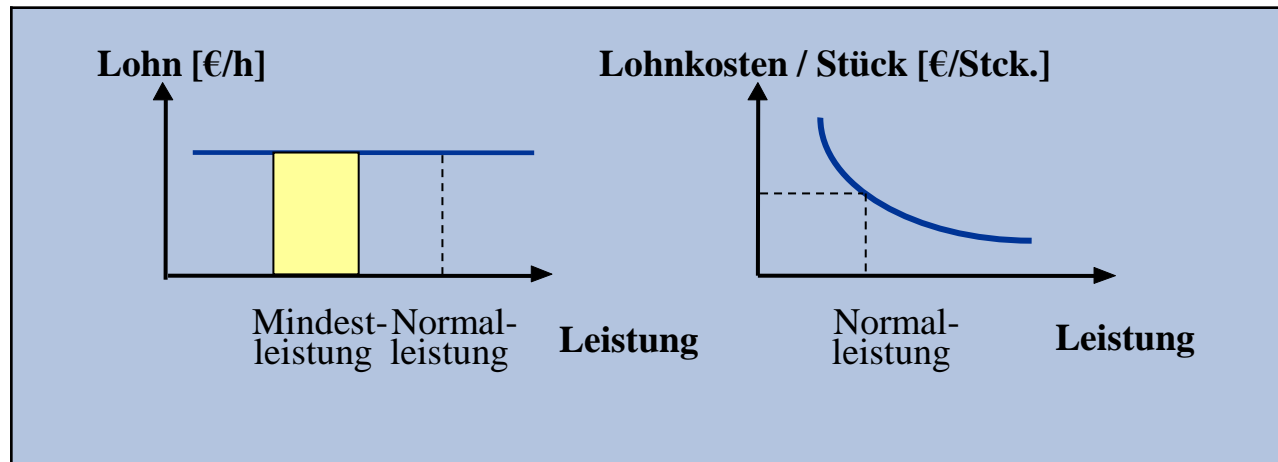 Lohn [€/h]
Lohnkosten / Stück [€/Stck.]
Mindest-
leistung
Normal-
leistung
Leistung
Normal-
leistung
Leistung